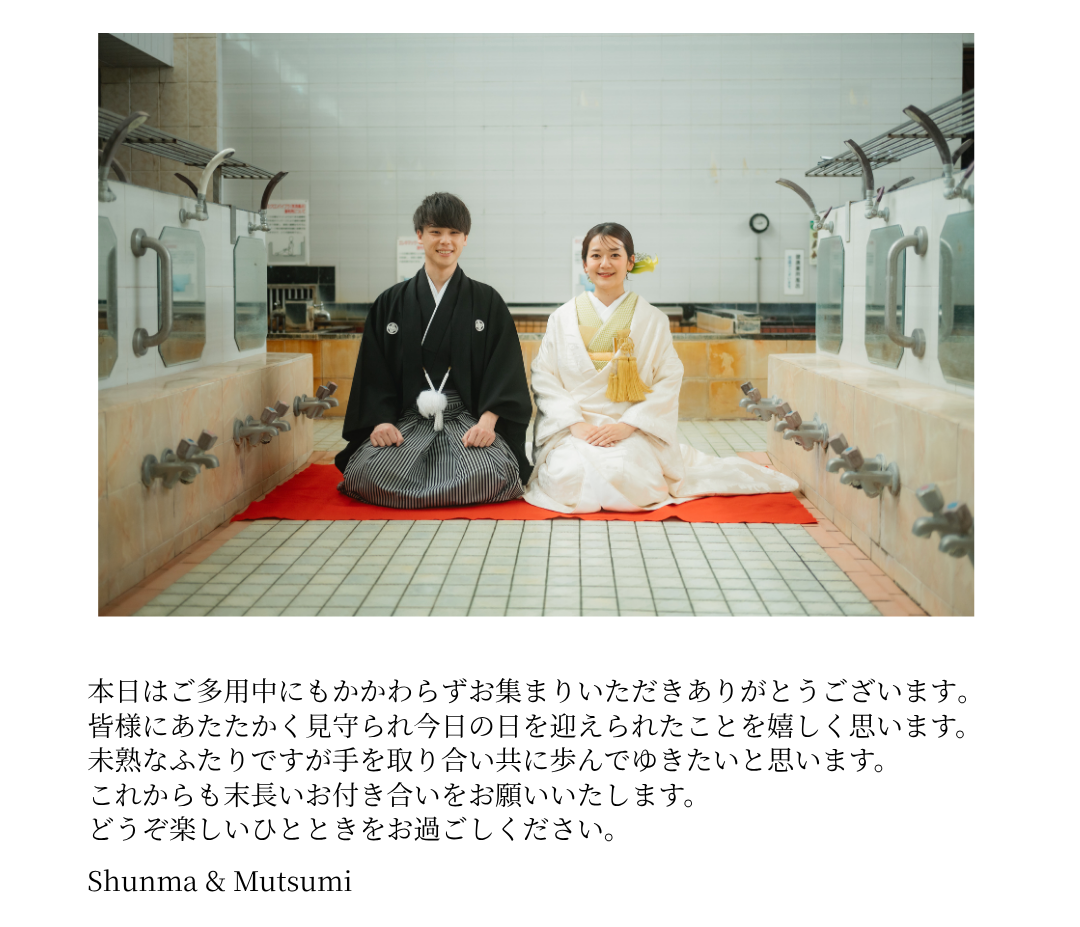 本日はご多用中にもかかわらずお集まりいただきありがとうございます。
皆様にあたたかく見守られ今日の日を迎えられたことを嬉しく思います。
未熟なふたりですが手を取り合い共に歩んでゆきたいと思います。
これからも末長いお付き合いをお願いいたします。
どうぞ楽しいひとときをお過ごしください。
Shunma & Mutsumi